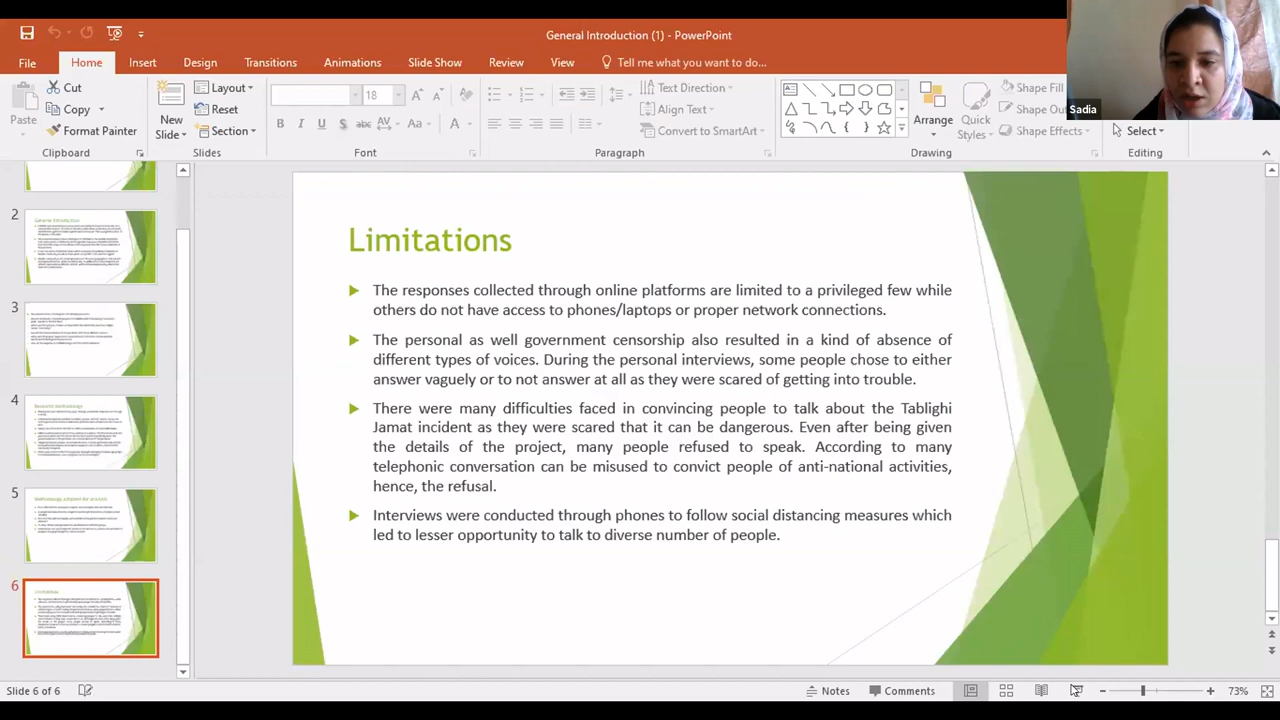 General Introduction (1) - PowerPoint
File Home Insert Design Transitions Animations Slide Show Review View Tell me what you want to do...
Sadia
Paste
Cut
Copy
Format Painter
Clipboard
New Slide
Layout
Reset
Section
Slides
18
Font
Text Direction
Align Text
Convert to SmartArt
Paragraph
Arrange
Quick Styles
Shape Fill
Shape Ou
Shape Effects
Drawing
Select
Editing
2
General Introduction
3
4
Research Methodology
5
Methodology adopted for analysis
6
Limitations
Limitations
The responses collected through online platforms are limited to a privileged few while
others do not have access to phones/laptops or proper network connections.
The personal as well government censorship also resulted in a kind of absence of
different types of voices. During the personal interviews, some people chose to either
answer vaguely or to not answer at all as they were scared of getting into trouble.
There were many difficulties faced in convincing people to talk about the Tablighi
Jamat incident as they were scared that it can be dangerous. Even after being given
the details of the project, many people refused to speak. According to many
telephonic conversation can be misused to convict people of anti-national activities,
hence, the refusal.
Interviews were conducted through phones to follow social distancing measures which
led to lesser opportunity to talk to diverse number of people.
Slide 6 of 6
Notes
Comments
73%